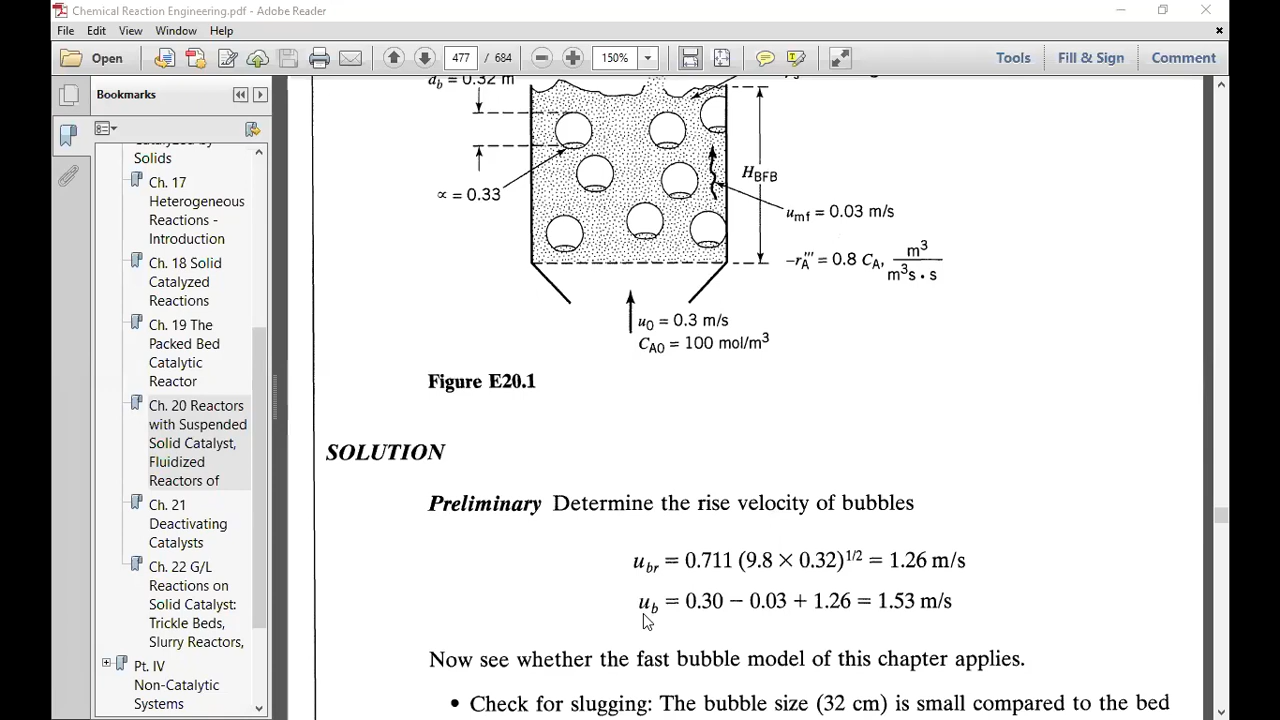 Chemical Reaction Engineering.pdf - Adobe Reader
File Edit View Window Help
Open 477 / 684 150% Tools Fill & Sign Comment
Bookmarks
Solids
Ch. 17
Heterogeneous
Reactions -
Introduction
Ch. 18 Solid
Catalyzed
Reactions
Ch. 19 The
Packed Bed
Catalytic
Reactor
Ch. 20 Reactors
with Suspended
Solid Catalyst,
Fluidized
Reactors of
Ch. 21
Deactivating
Catalysts
Ch. 22 G/L
Reactions on
Solid Catalyst:
Trickle Beds,
Slurry Reactors,
Pt. IV
Non-Catalytic
Systems
= 0.32 m
∝ = 0.33
H_BFB
u_mf = 0.03 m/s
−r_A''' = 0.8 C_A, m³/m³s · s
u_0 = 0.3 m/s
C_A0 = 100 mol/m³
Figure E20.1
SOLUTION
Preliminary Determine the rise velocity of bubbles
u_br = 0.711 (9.8 × 0.32)^1/2 = 1.26 m/s
u_b = 0.30 − 0.03 + 1.26 = 1.53 m/s
Now see whether the fast bubble model of this chapter applies.
• Check for slugging: The bubble size (32 cm) is small compared to the bed